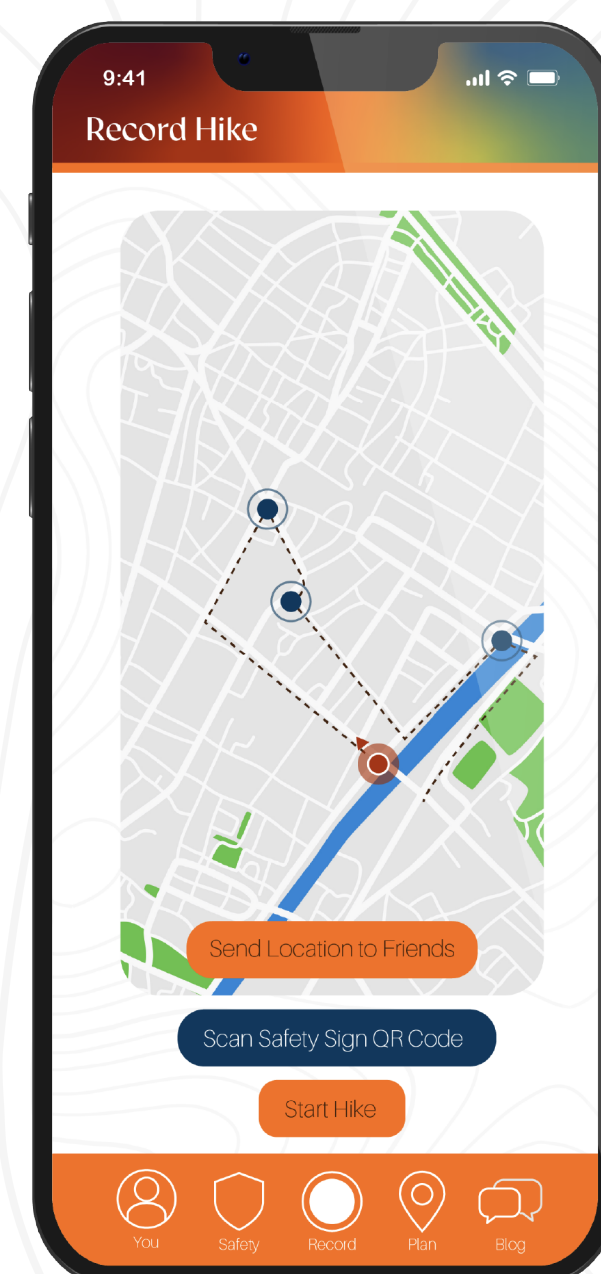 9:41
Record Hike
Send Location to Friends
Scan Safety Sign QR Code
Start Hike
You
Safety
Record
Plan
Blog